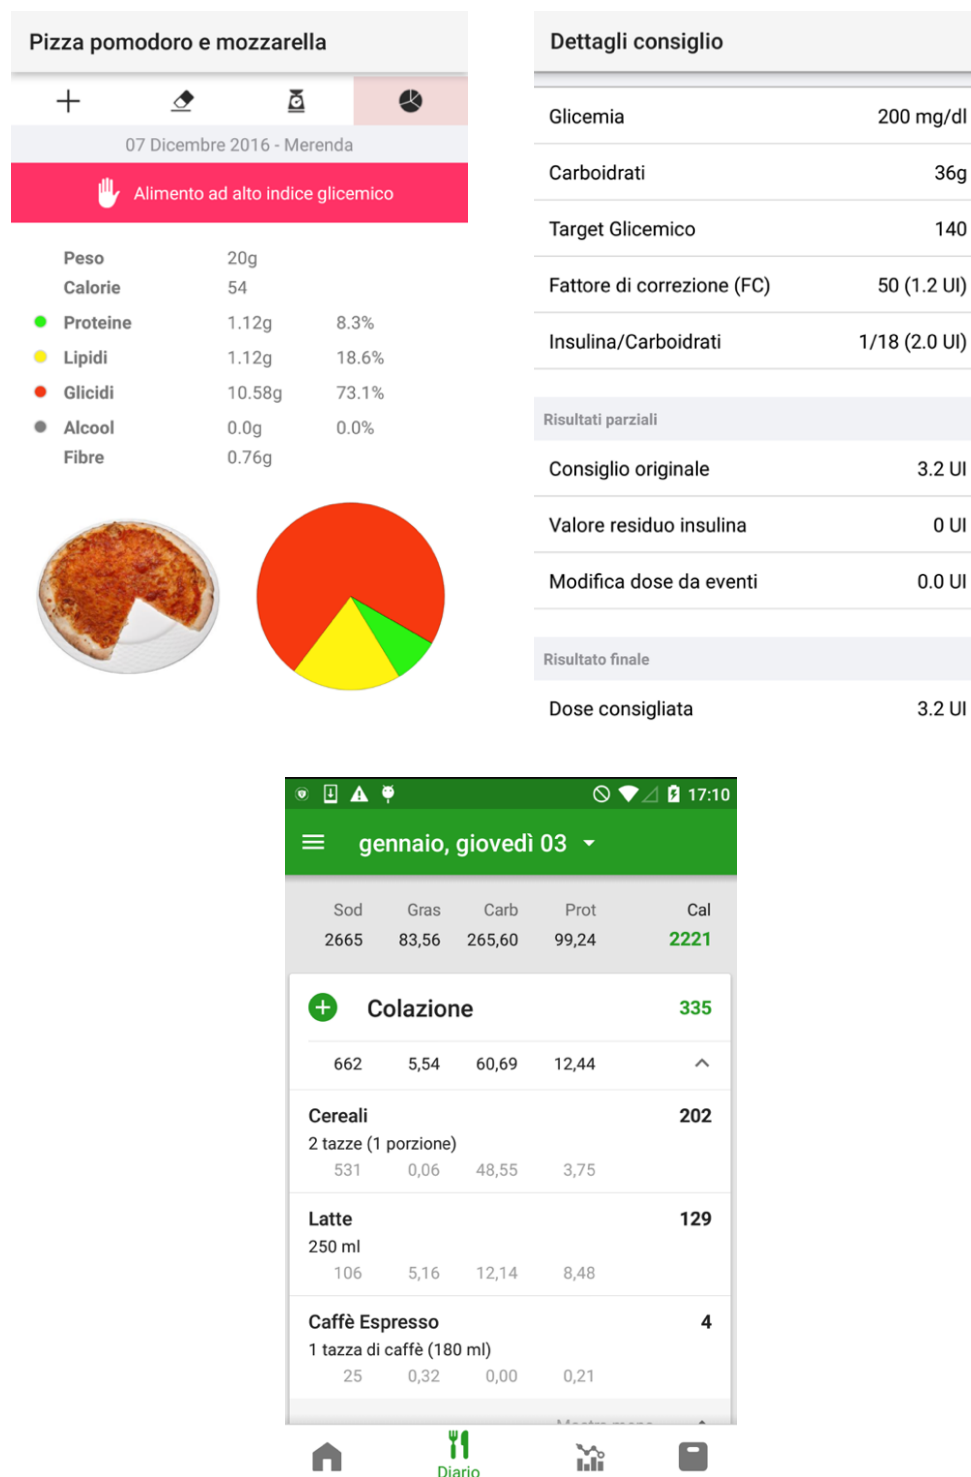 Pizza pomodoro e mozzarella
07 Dicembre 2016 - Merenda
Alimento ad alto indice glicemico
Peso 20g
Calorie 54
Proteine 1.12g 8.3%
Lipidi 1.12g 18.6%
Glicidi 10.58g 73.1%
Alcool 0.0g 0.0%
Fibre 0.76g
Dettagli consiglio
Glicemia 200 mg/dl
Carboidrati 36g
Target Glicemico 140
Fattore di correzione (FC) 50 (1.2 UI)
Insulina/Carboidrati 1/18 (2.0 UI)
Risultati parziali
Consiglio originale 3.2 UI
Valore residuo insulina 0 UI
Modifica dose da eventi 0.0 UI
Risultato finale
Dose consigliata 3.2 UI
17:10
gennaio, giovedì 03
Sod Gras Carb Prot Cal
2665 83,56 265,60 99,24 2221
Colazione 335
662 5,54 60,69 12,44
Cereali 202
2 tazze (1 porzione)
531 0,06 48,55 3,75
Latte 129
250 ml
106 5,16 12,14 8,48
Caffè Espresso 4
1 tazza di caffè (180 ml)
25 0,32 0,00 0,21
Diario